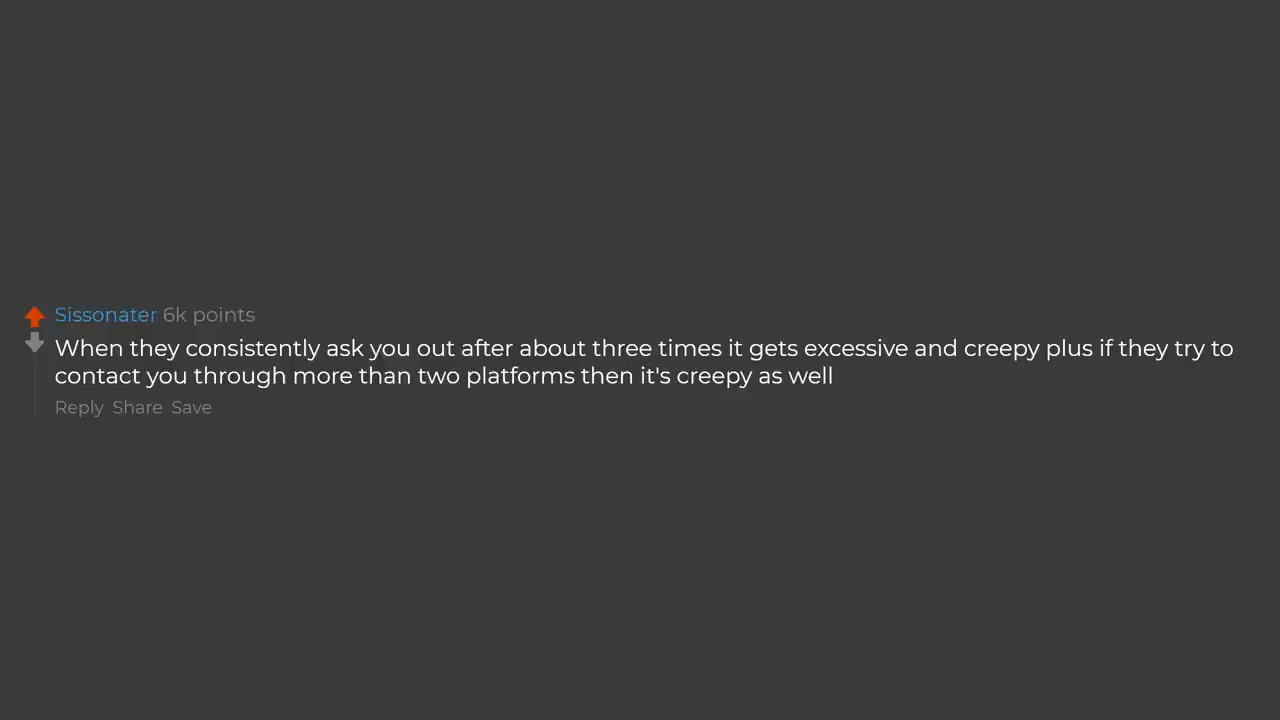 Sissonater 6k points
When they consistently ask you out after about three times it gets excessive and creepy plus if they try to
contact you through more than two platforms then it's creepy as well
Reply Share Save